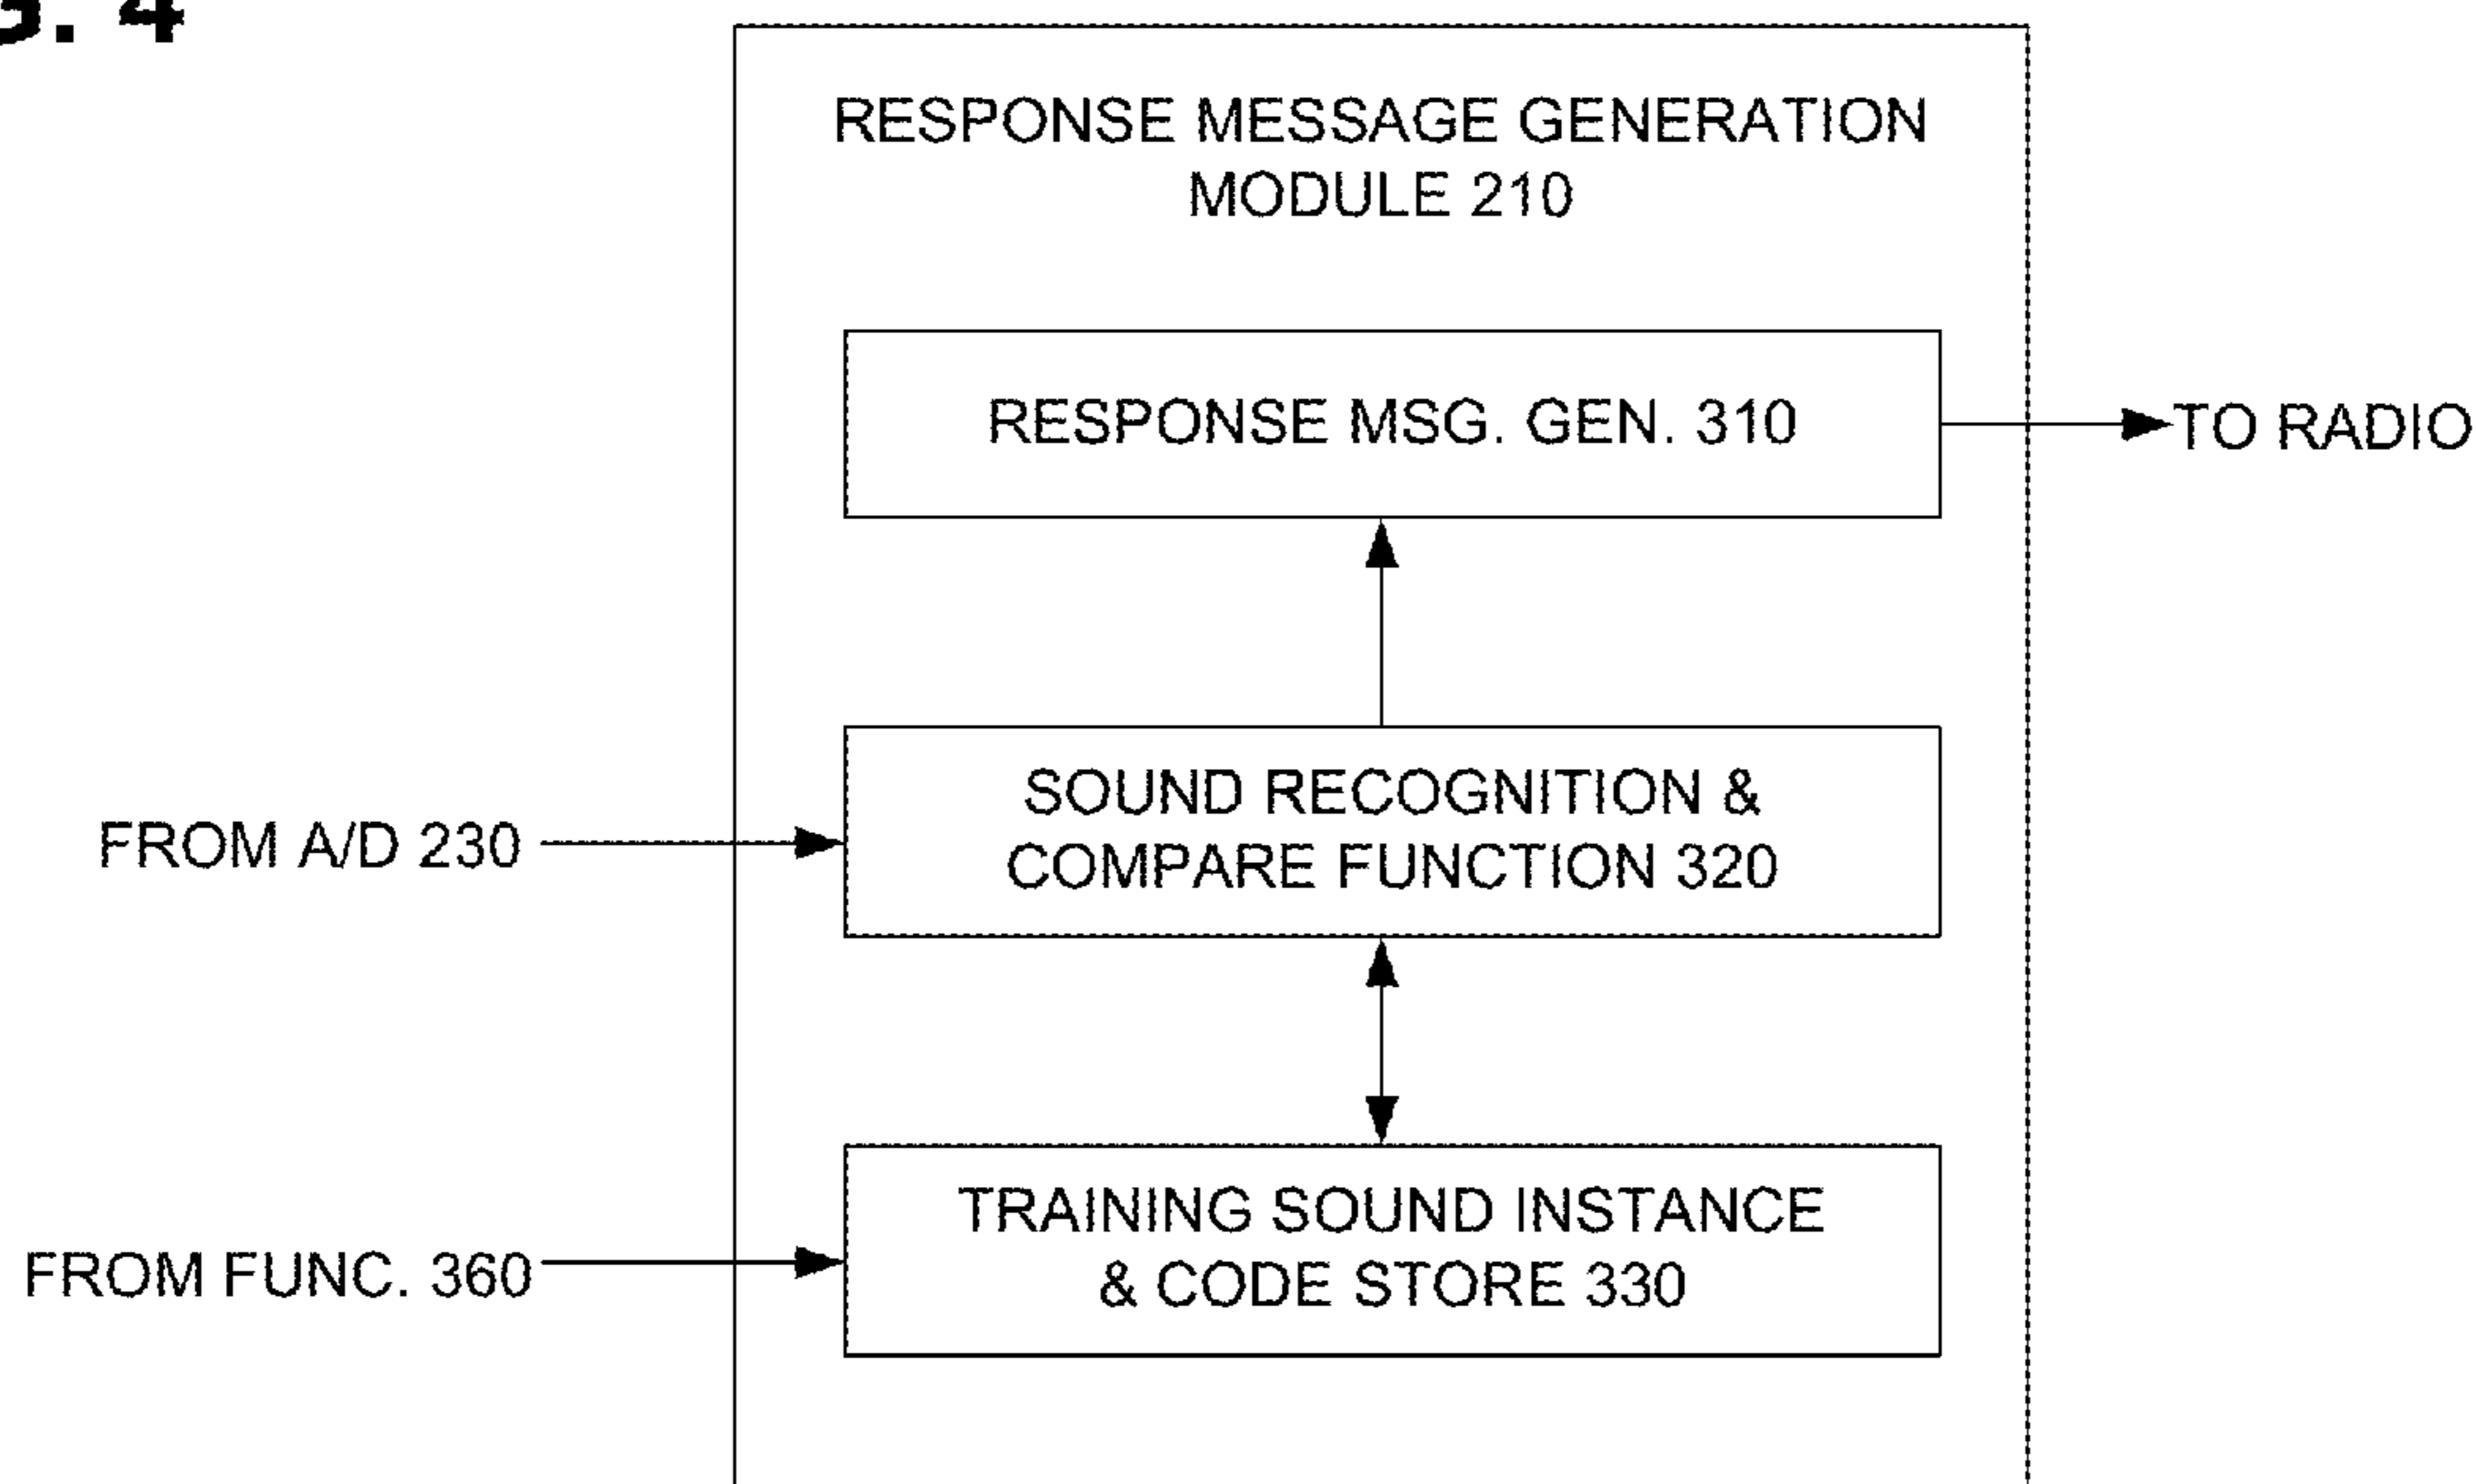 . 4
RESPONSE MESSAGE GENERATION
MODULE 210
RESPONSE MSG. GEN. 310
TO RADIO
SOUND RECOGNITION &
COMPARE FUNCTION 320
FROM A/D 230
TRAINING SOUND INSTANCE
& CODE STORE 330
FROM FUNC. 360